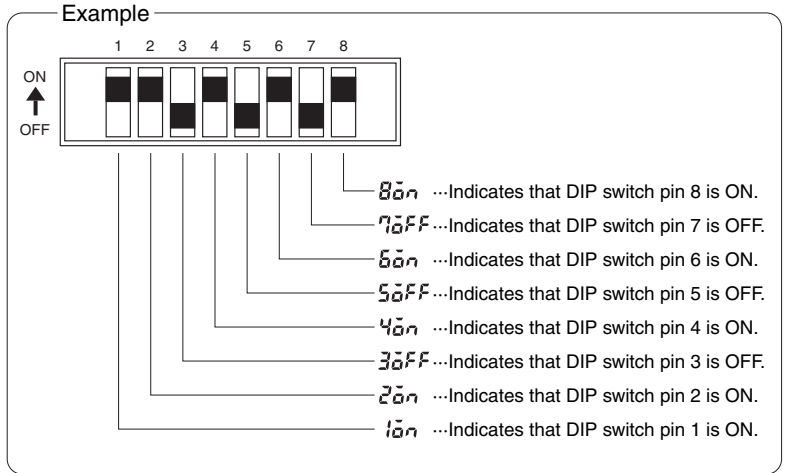 Example
1 2 3 4 5 6 7 8
ON
OFF
8on ···Indicates that DIP switch pin 8 is ON.
7oFF···Indicates that DIP switch pin 7 is OFF.
6on ···Indicates that DIP switch pin 6 is ON.
5oFF···Indicates that DIP switch pin 5 is OFF.
4on ···Indicates that DIP switch pin 4 is ON.
3oFF···Indicates that DIP switch pin 3 is OFF.
2on ···Indicates that DIP switch pin 2 is ON.
1on ···Indicates that DIP switch pin 1 is ON.